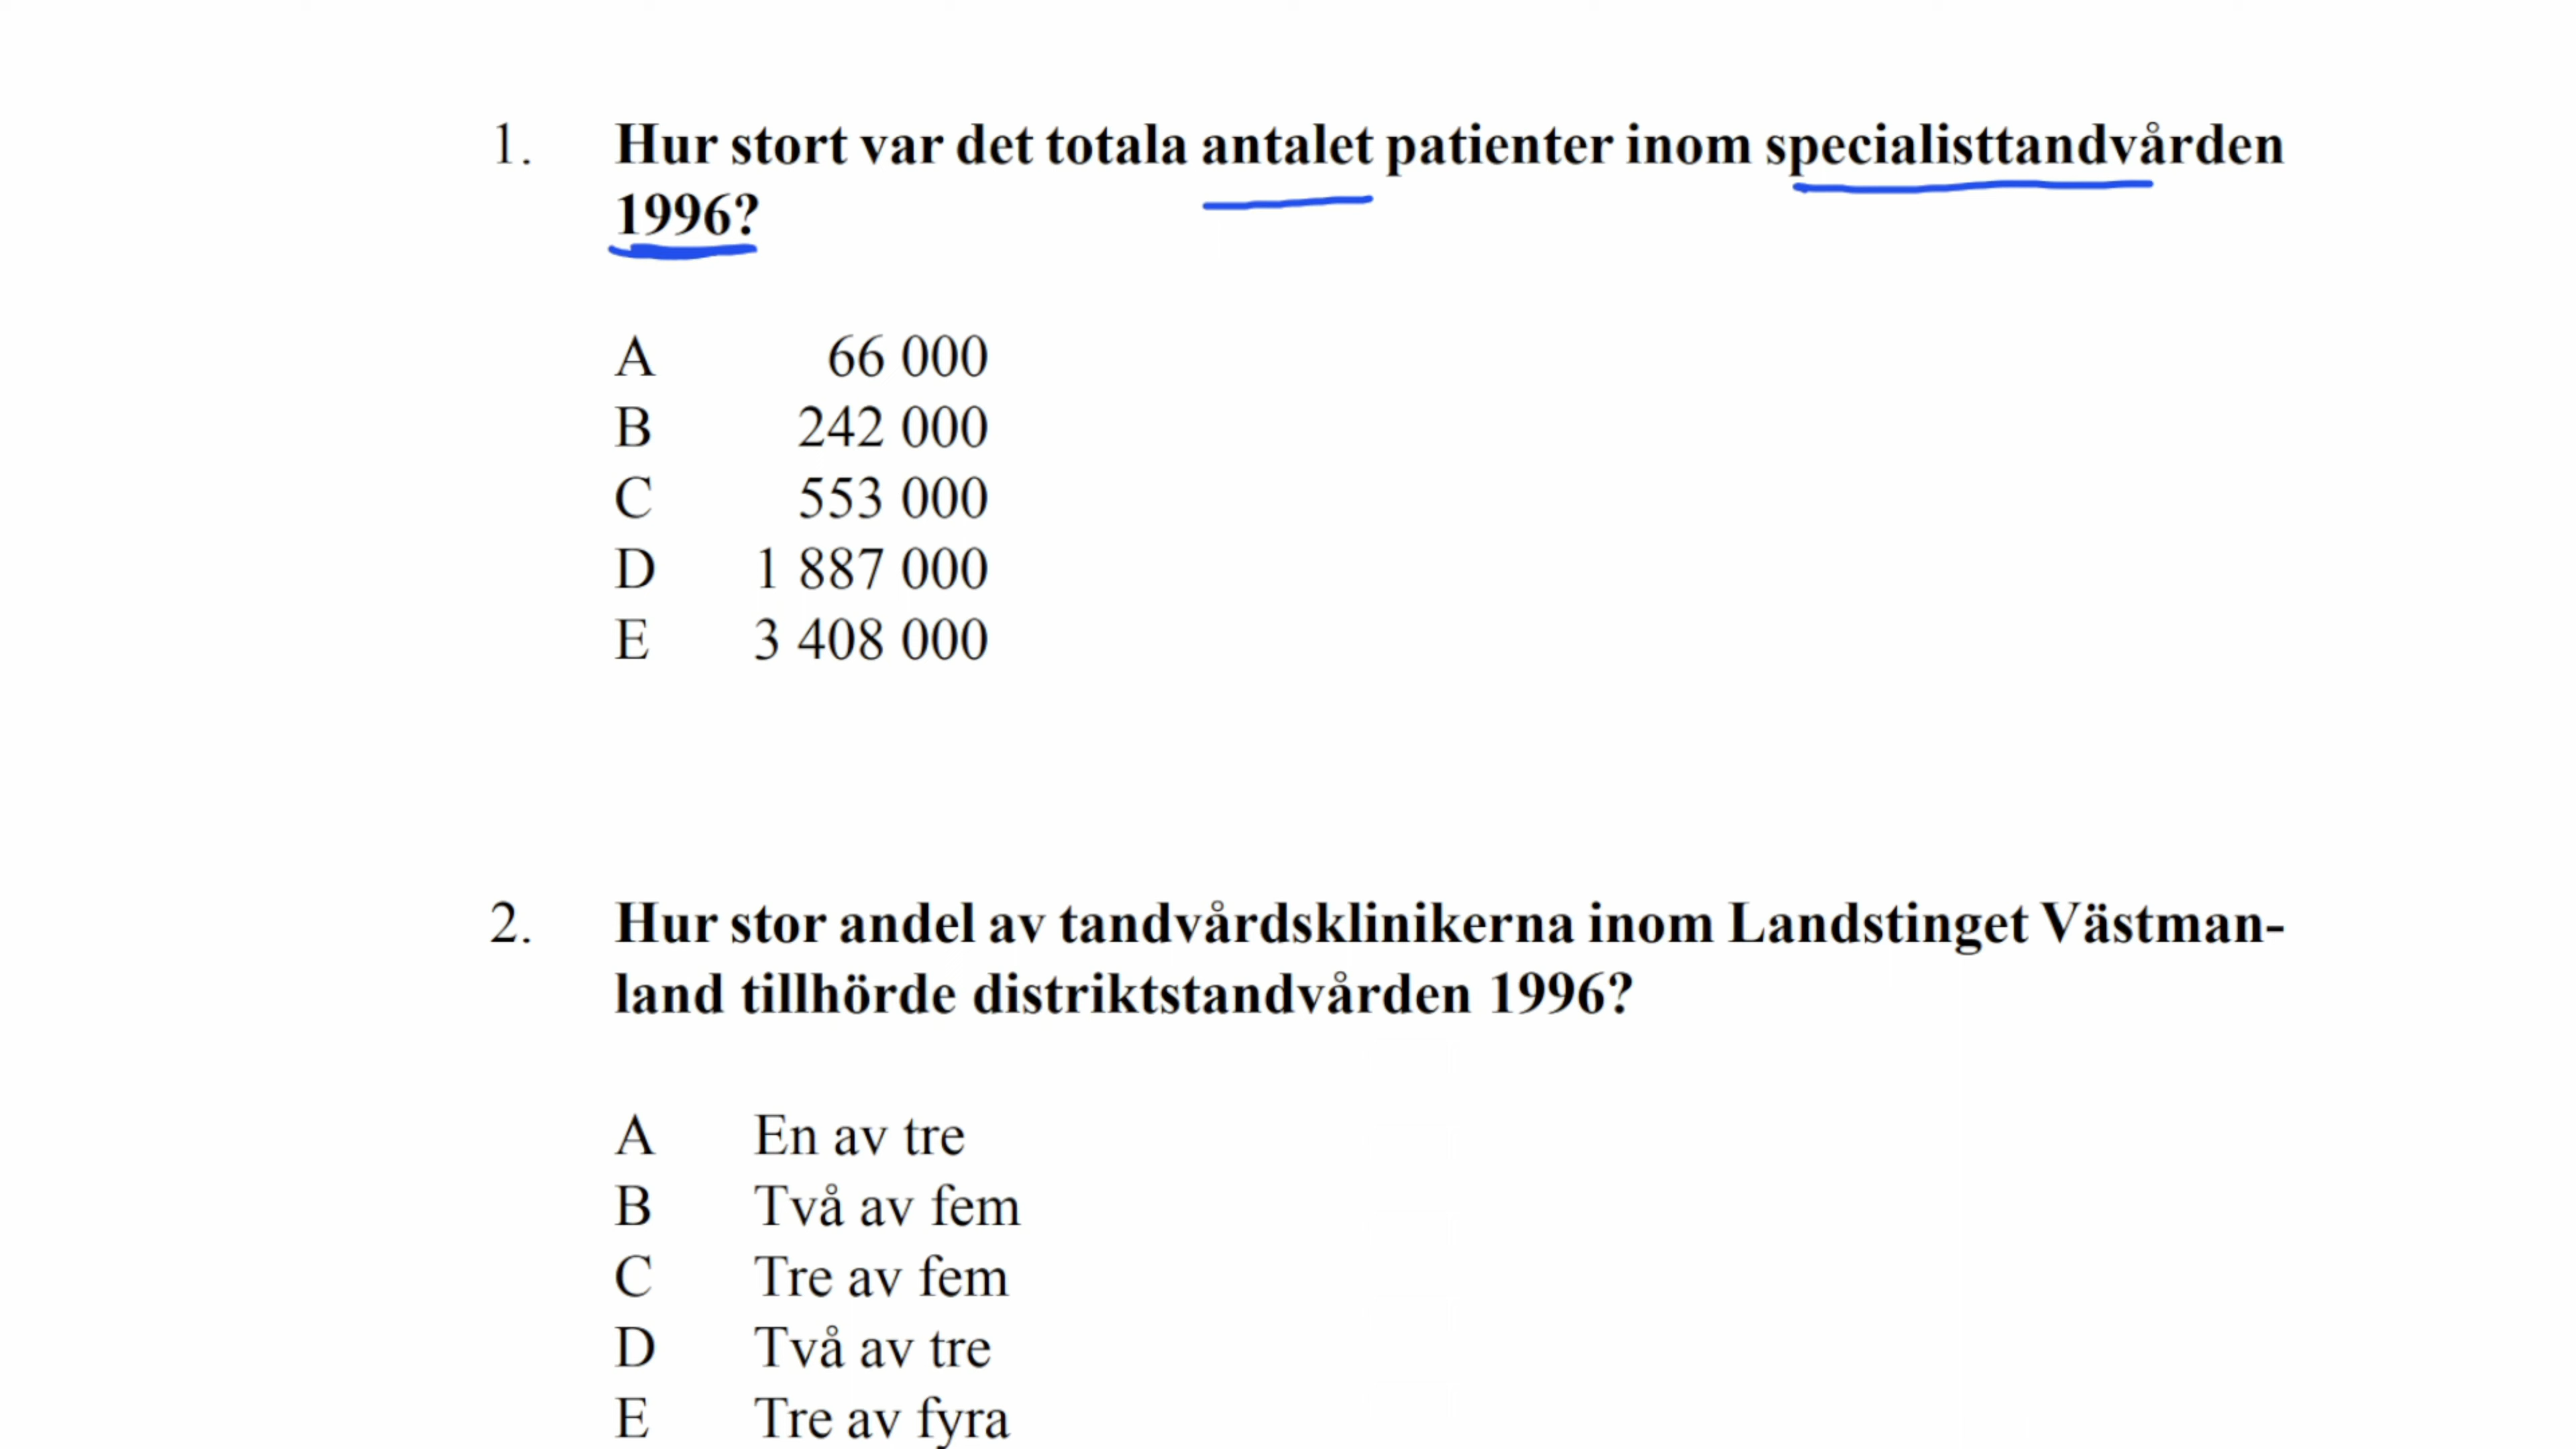 1. Hur stort var det totala antalet patienter inom specialisttandvården
1996?
A 66 000
B 242 000
C 553 000
D 1 887 000
E 3 408 000
2. Hur stor andel av tandvårdsklinikerna inom Landstinget Västman-
land tillhörde distriktstandvården 1996?
A En av tre
B Två av fem
C Tre av fem
D Två av tre
E Tre av fyra